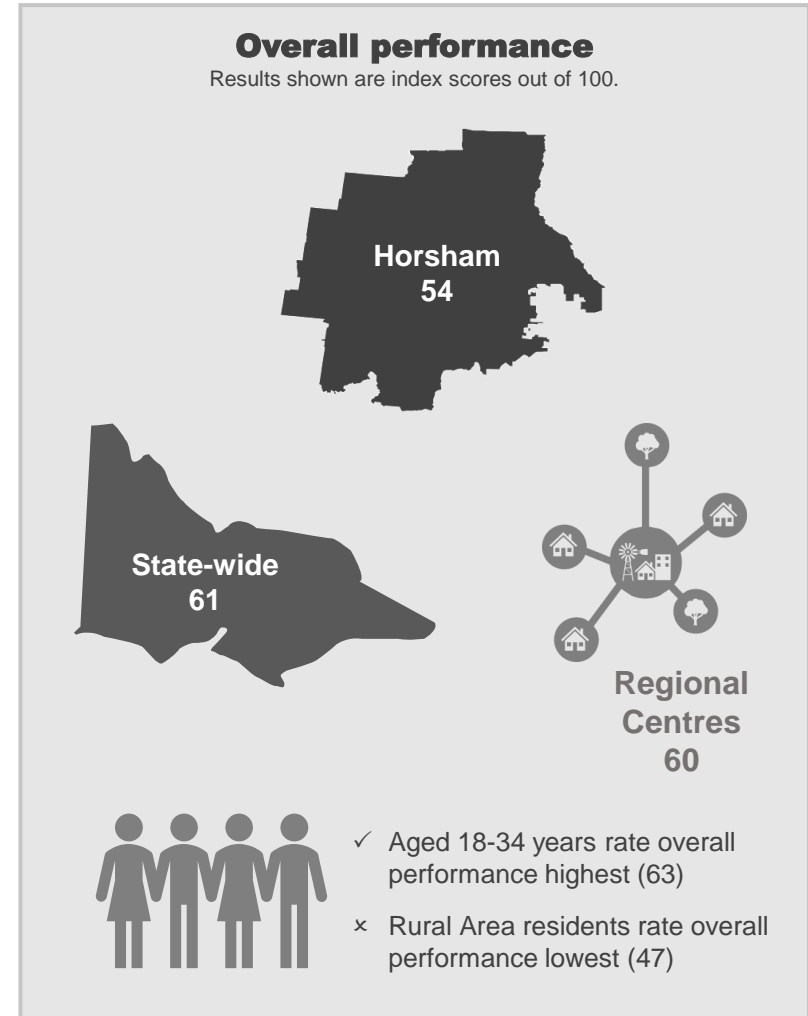 Overall performance
Results shown are index scores out of 100.
Horsham
54
State-wide
61
Regional
Centres
60
✓ Aged 18-34 years rate overall
performance highest (63)
× Rural Area residents rate overall
performance lowest (47)